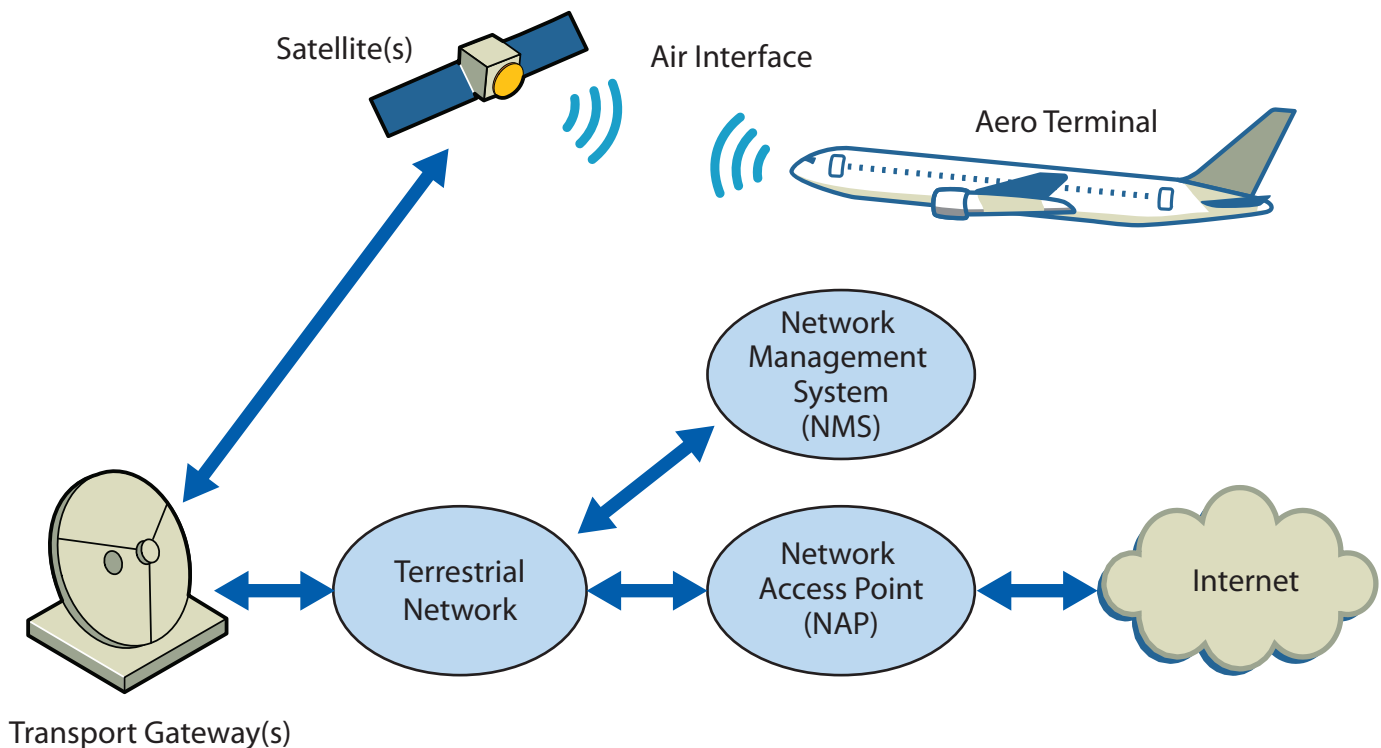 Satellite(s)
Air Interface
Aero Terminal
Network
Management
System
(NMS)
Terrestrial
Network
Network
Access Point
(NAP)
Internet
Transport Gateway(s)